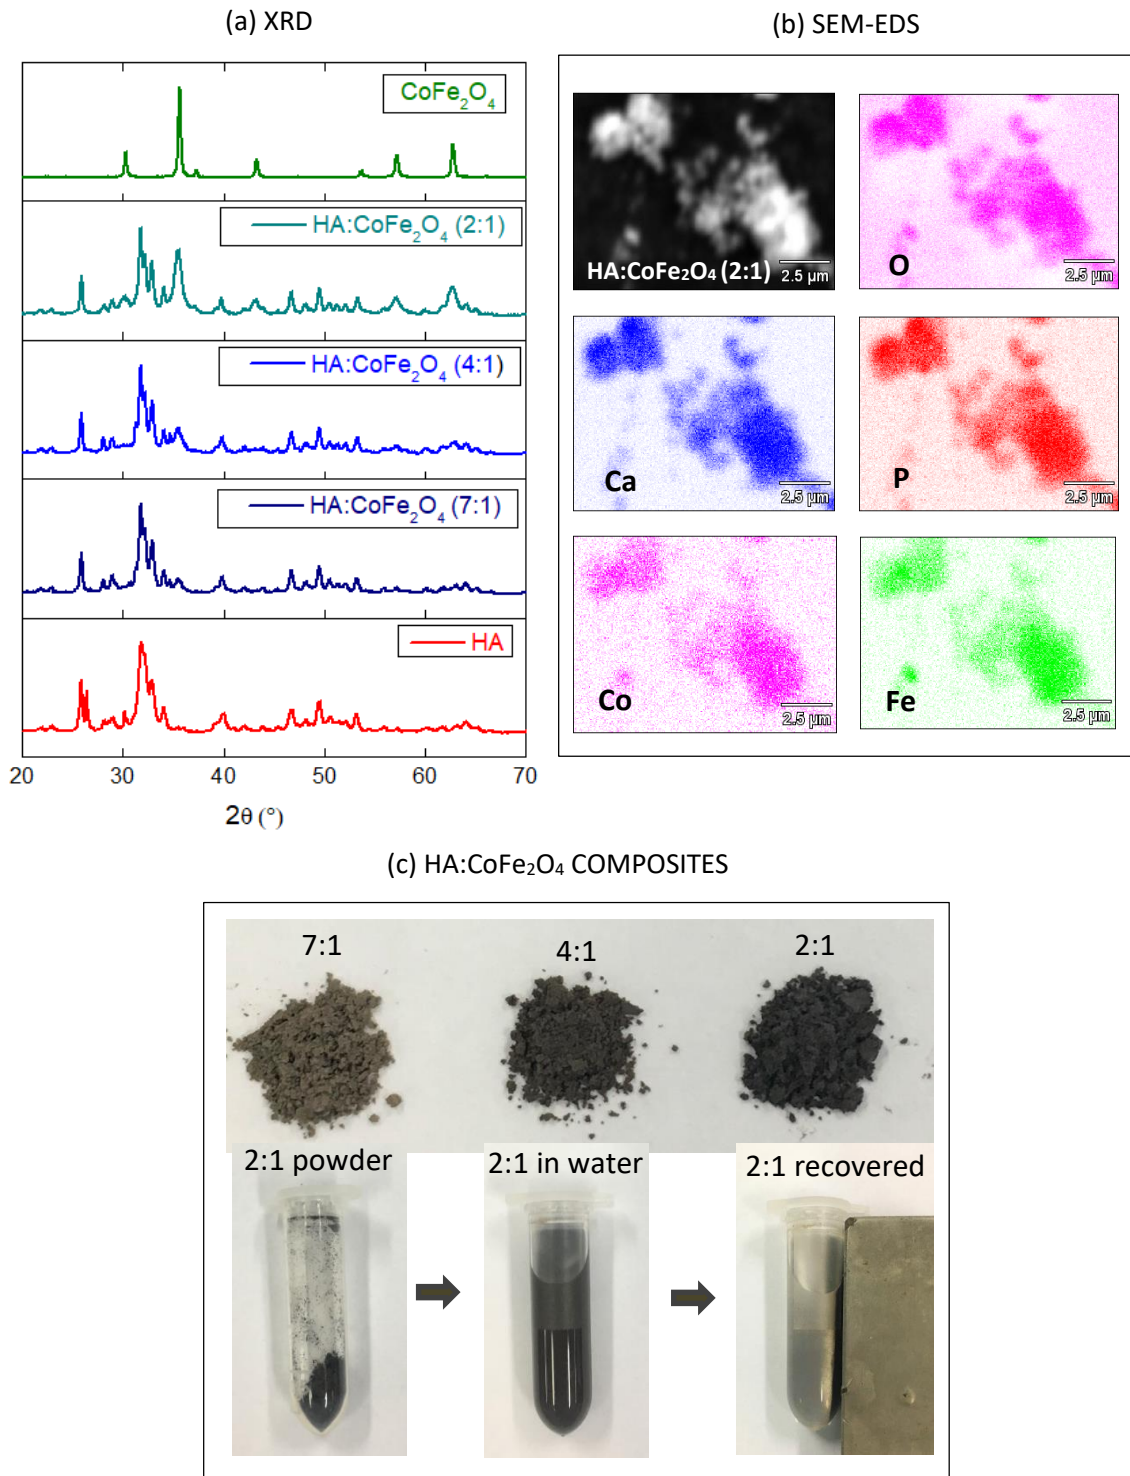 (a) XRD
CoFe₂O₄
HA:CoFe₂O₄ (2:1)
HA:CoFe₂O₄ (4:1)
HA:CoFe₂O₄ (7:1)
HA
20 30 40 50 60 70
2θ (°)
(b) SEM-EDS
HA:CoFe₂O₄ (2:1)
2.5 µm
O
2.5 µm
Ca
2.5 µm
P
2.5 µm
Co
2.5 µm
Fe
2.5 µm
(c) HA:CoFe₂O₄ COMPOSITES
7:1 4:1 2:1
2:1 powder 2:1 in water 2:1 recovered